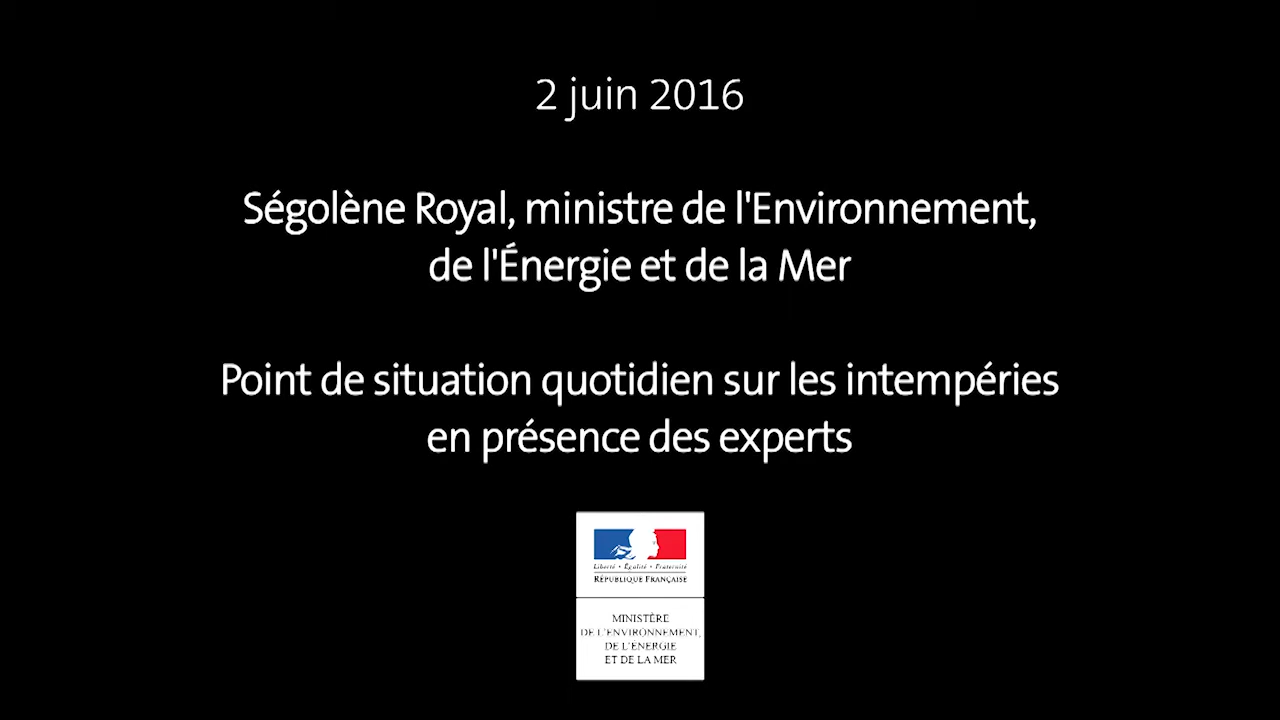 2 juin 2016
Ségolène Royal, ministre de l'Environnement,
de l'Énergie et de la Mer
Point de situation quotidien sur les intempéries
en présence des experts
Liberté • Égalité • Fraternité
RÉPUBLIQUE FRANÇAISE
MINISTÈRE
DE L'ENVIRONNEMENT,
DE L'ÉNERGIE
ET DE LA MER